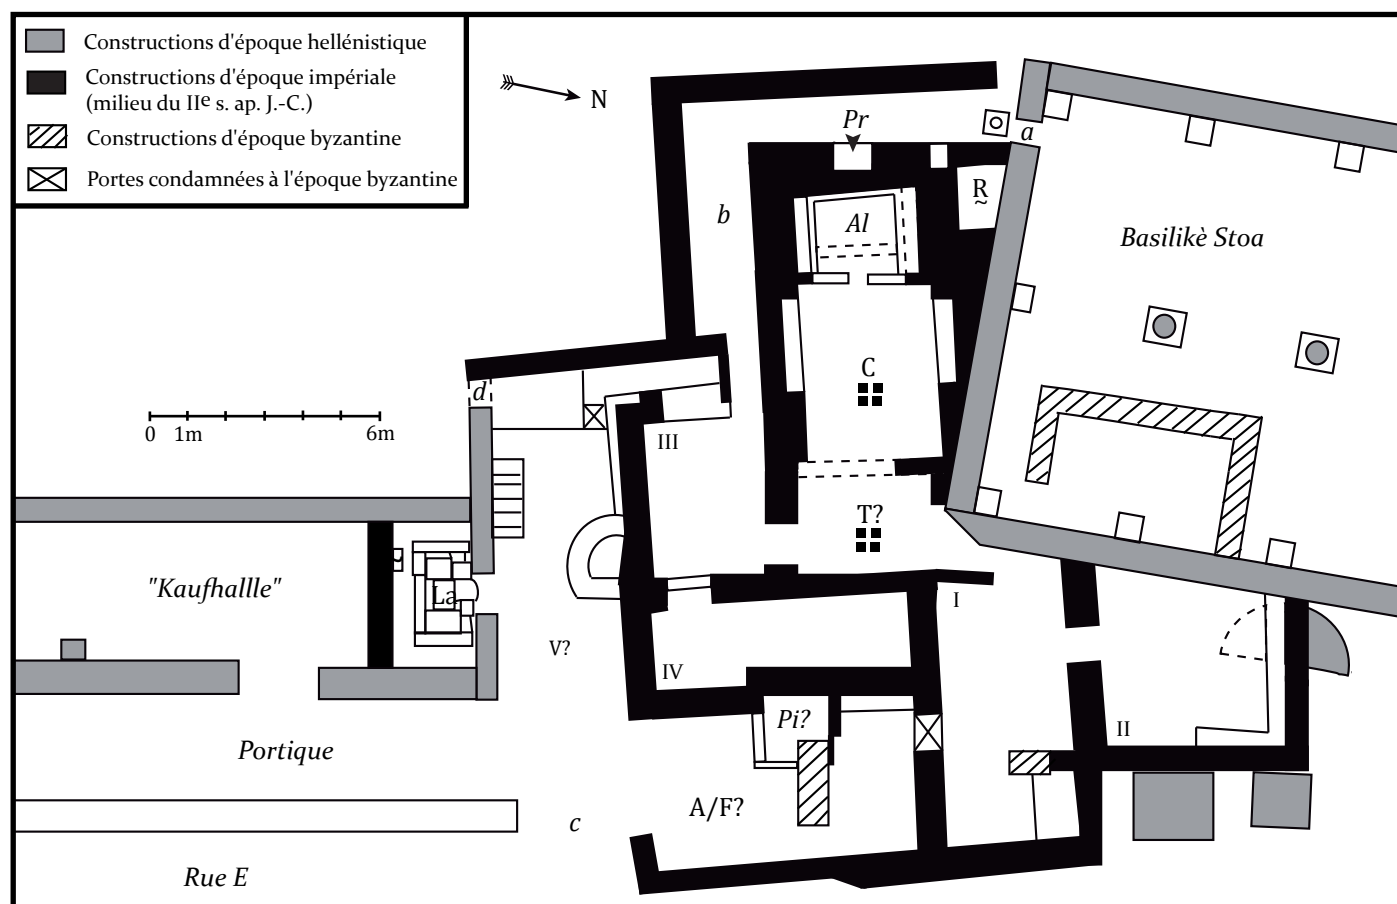 Constructions d'époque hellénistique
Constructions d'époque impériale
(milieu du IIe s. ap. J.-C.)
Constructions d'époque byzantine
Portes condamnées à l'époque byzantine
N
Pr
a
R
~
b
Al
Basilikè Stoa
C
d
0 1m 6m
III
T?
"Kaufhallle"
La
I
V?
IV
Pi?
II
Portique
A/F?
c
Rue E